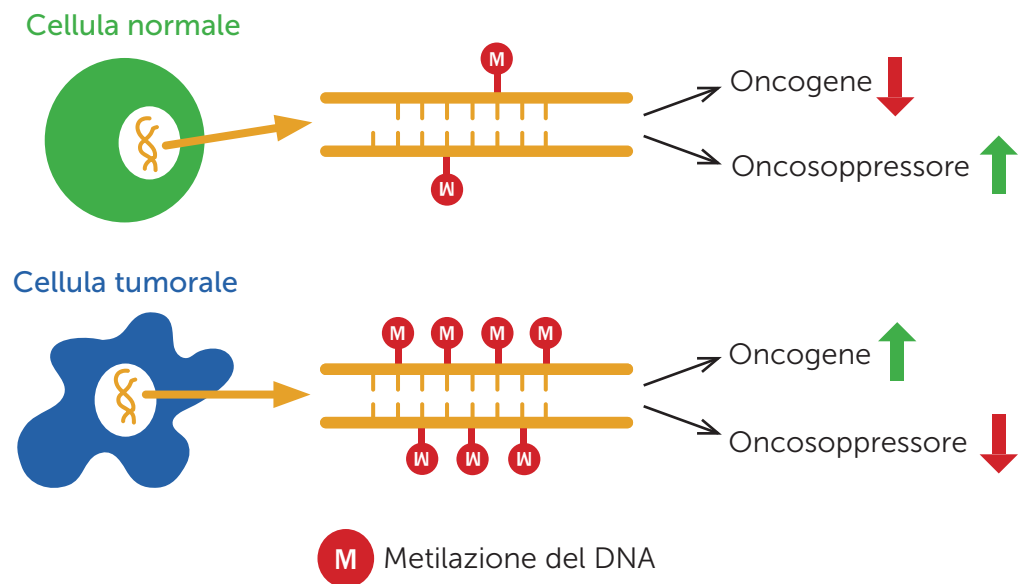 Cellula normale
M
M
Oncogene
Oncosoppressore
Cellula tumorale
M M M M
M M M
Oncogene
Oncosoppressore
M Metilazione del DNA